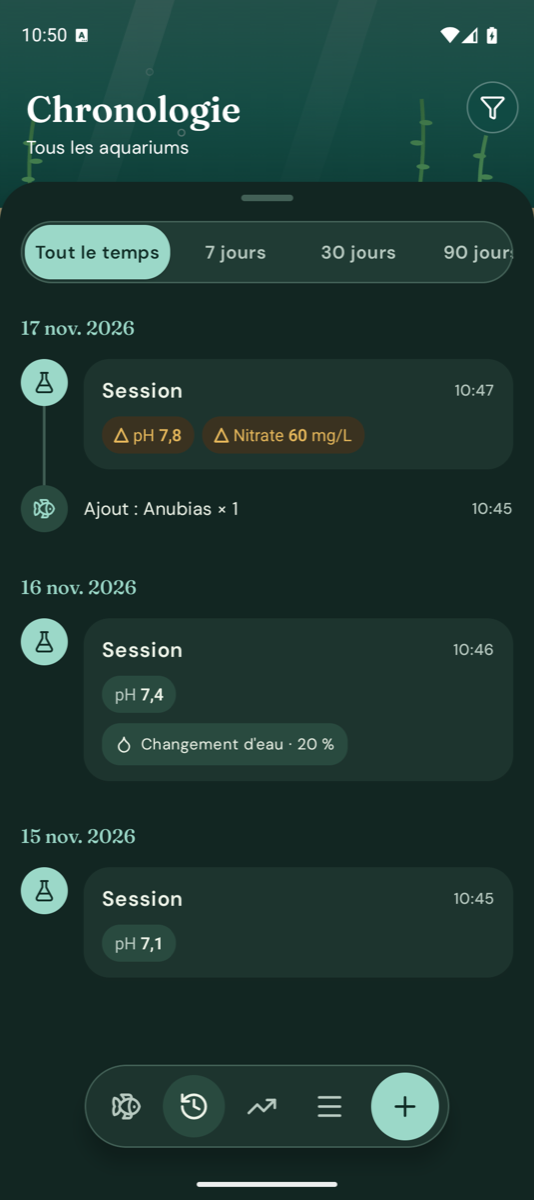 10:50
Chronologie
Tous les aquariums
Tout le temps 7 jours 30 jours 90 jours
17 nov. 2026
Session 10:47
pH 7,8 Nitrate 60 mg/L
Ajout : Anubias × 1 10:45
16 nov. 2026
Session 10:46
pH 7,4
Changement d'eau · 20 %
15 nov. 2026
Session 10:45
pH 7,1